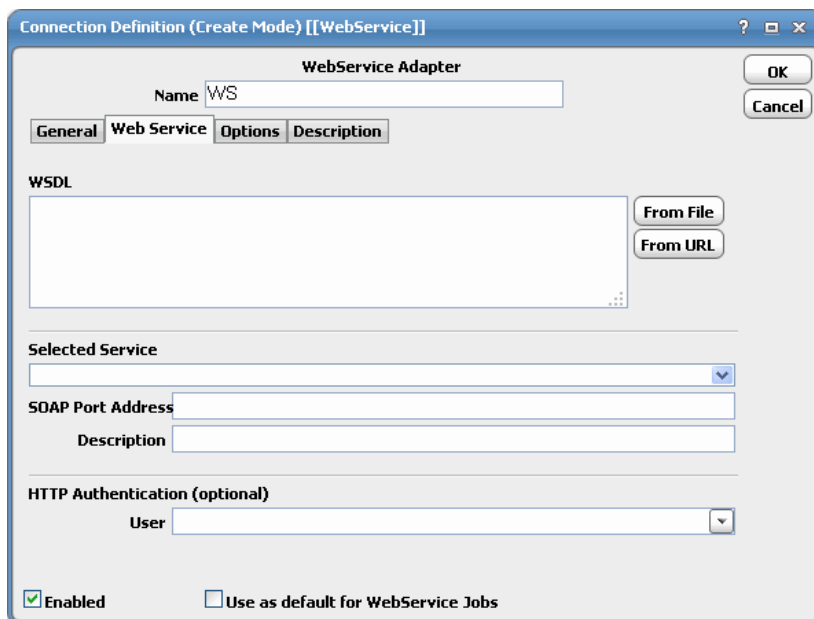 Connection Definition (Create Mode) [[WebService]]
?
WebService Adapter
OK
Name WS
Cancel
General Web Service Options Description
WSDL
From File
From URL
Selected Service
SOAP Port Address
Description
HTTP Authentication (optional)
User
Enabled Use as default for WebService Jobs